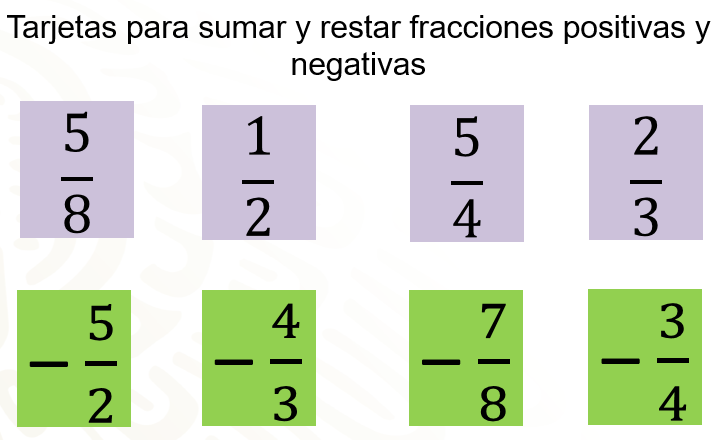 Tarjetas para sumar y restar fracciones positivas y
negativas
5/8 1/2 5/4 2/3
−5/2 −4/3 −7/8 −3/4